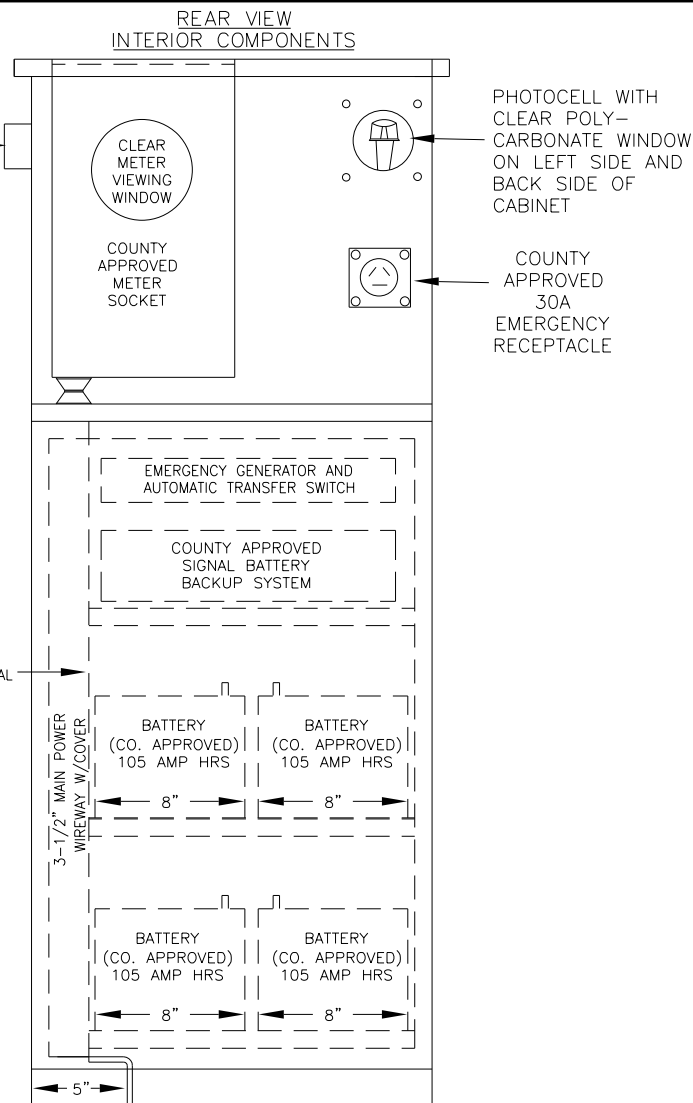 REAR VIEW
INTERIOR COMPONENTS
CLEAR
METER
VIEWING
WINDOW
COUNTY
APPROVED
METER
SOCKET
PHOTOCELL WITH
CLEAR POLY-
CARBONATE WINDOW
ON LEFT SIDE AND
BACK SIDE OF
CABINET
COUNTY
APPROVED
30A
EMERGENCY
RECEPTACLE
EMERGENCY GENERATOR AND
AUTOMATIC TRANSFER SWITCH
COUNTY APPROVED
SIGNAL BATTERY
BACKUP SYSTEM
AL
3-1/2" MAIN POWER
WIREWAY W/COVER
BATTERY
(CO. APPROVED)
105 AMP HRS
8"
BATTERY
(CO. APPROVED)
105 AMP HRS
8"
BATTERY
(CO. APPROVED)
105 AMP HRS
8"
BATTERY
(CO. APPROVED)
105 AMP HRS
8"
5"